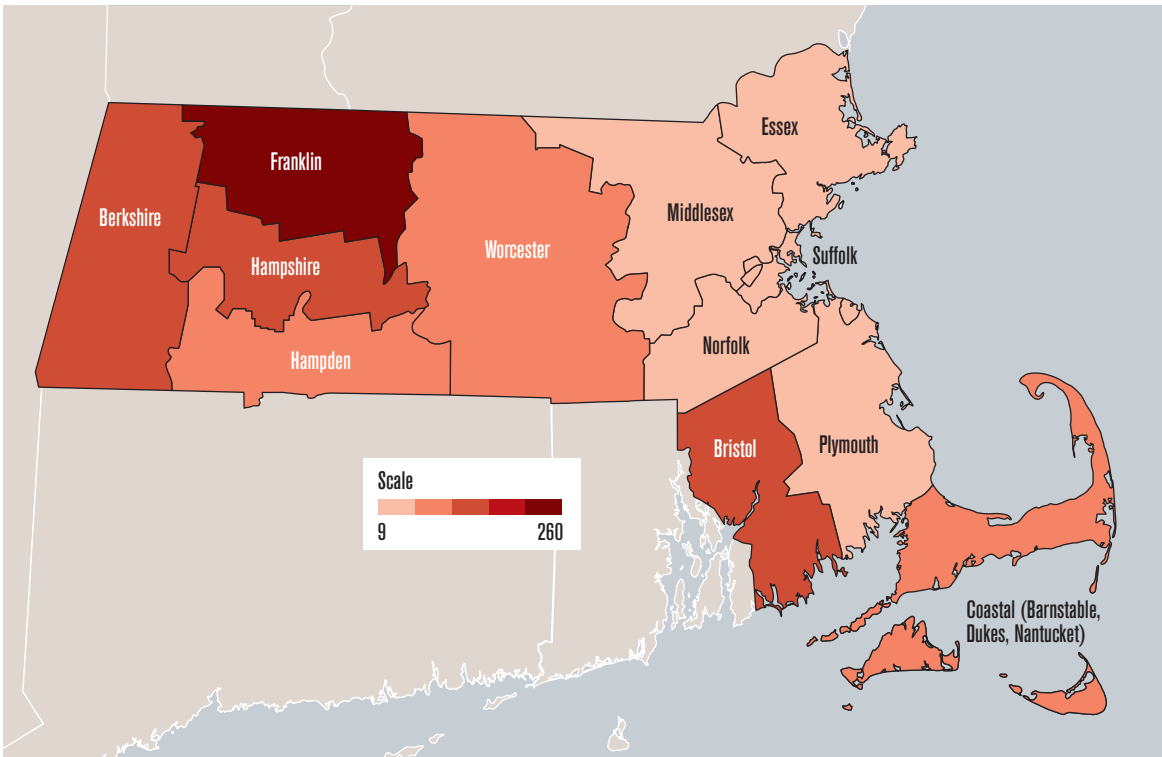 Essex
Franklin
Middlesex
Berkshire
Worcester
Suffolk
Hampshire
Norfolk
Hampden
Bristol
Plymouth
Scale
9 260
Coastal (Barnstable,
Dukes, Nantucket)